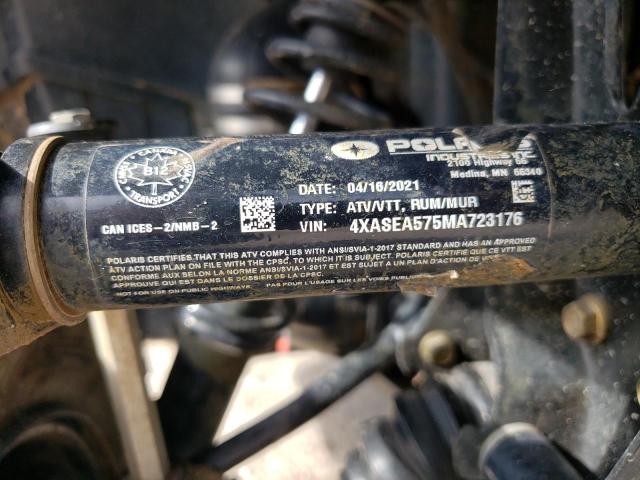 CANADA
B12
TRANSPORT
POLARIS
INDUSTRIES
2100 Highway 55
Medina, MN 55340
DATE: 04/16/2021
TYPE: ATV/VTT, RUM/MUR
CAN ICES-2/NMB-2
VIN: 4XASEA575MA723176
POLARIS CERTIFIES THAT THIS ATV COMPLIES WITH ANSI/SVIA-1-2017 STANDARD AND HAS AN
ATV ACTION PLAN ON FILE WITH THE CPSC, TO WHICH IT IS SUBJECT. POLARIS CERTIFIE QUE CE VTT EST
CONFORME AUX SELON LA NORME ANSI/SVIA-1-2017 ET EST SUJET A UN PLAN D'ACTION DE
APPROUVE QUI EST DANS LE DOSSIER DE LA CPSC.
NOT FOR USE ON PUBLIC HIGHWAYS. PAS POUR L'USAGE SUR LES VOIES